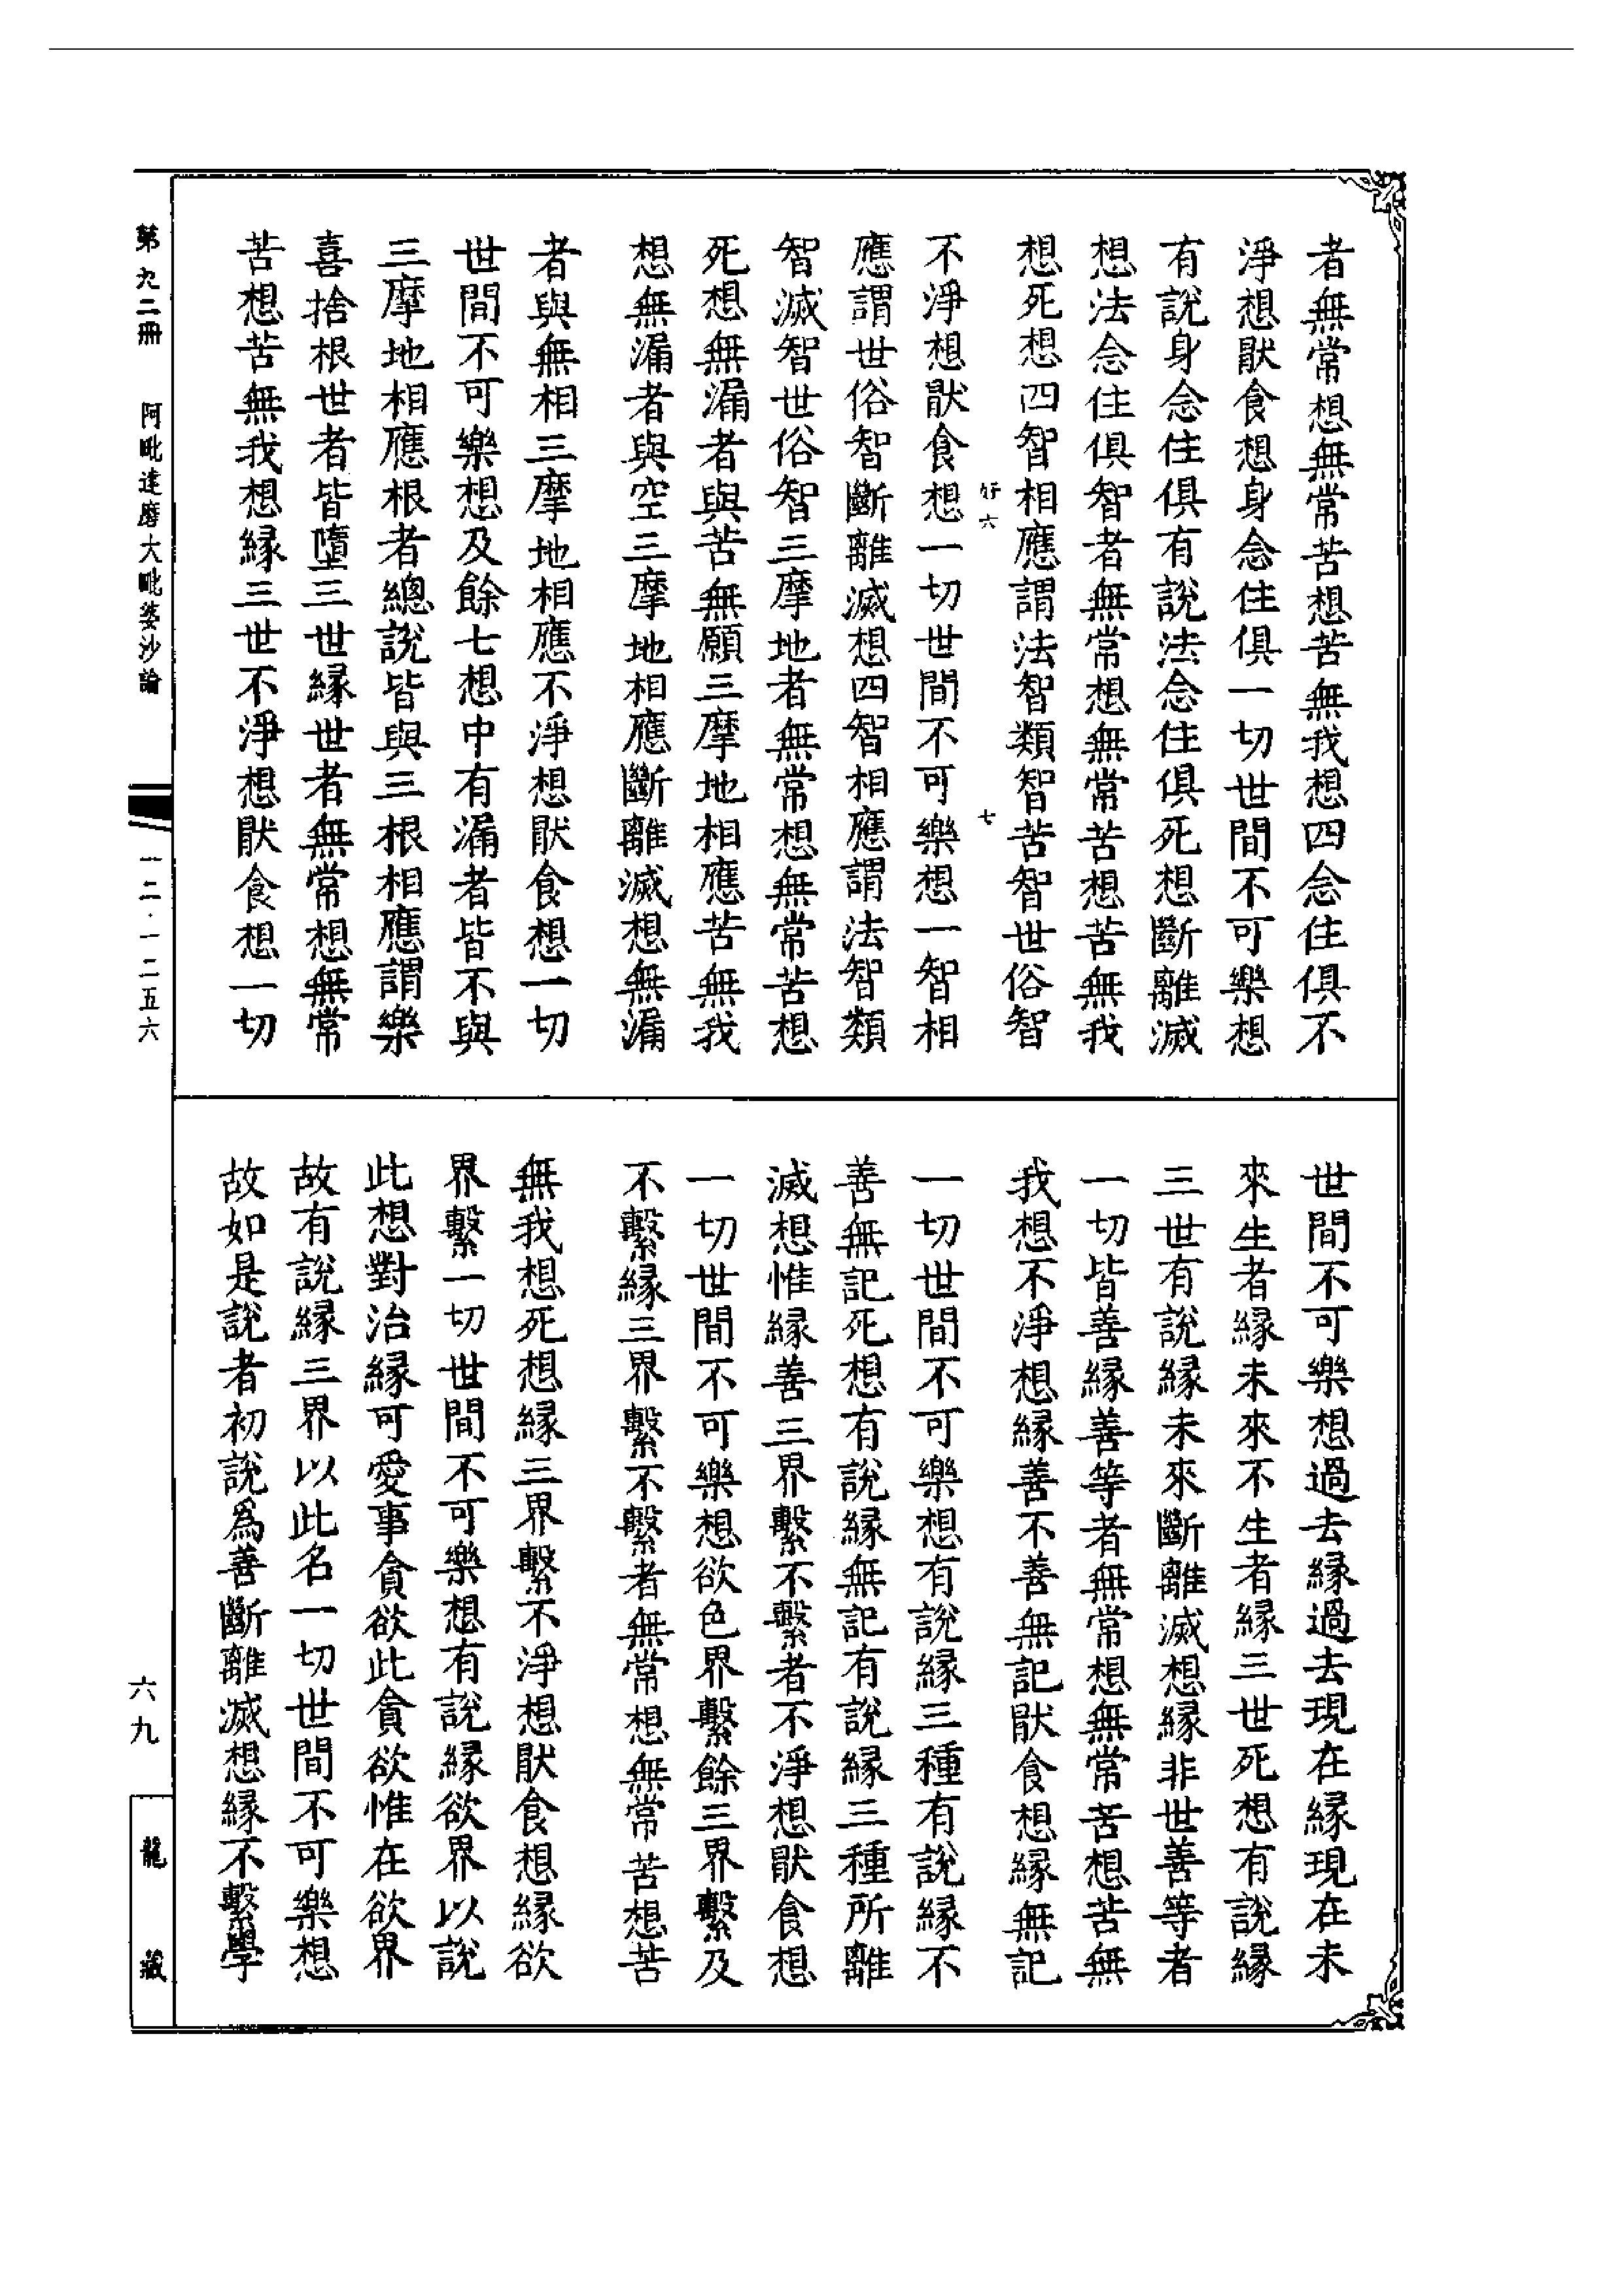 者無常想無常苦想苦無我想四念住俱不
淨想猒食想身念住俱一切世間不可樂想
有說身念住俱有說法念住俱死想斷離滅
想法念住俱智者無常想無常苦想苦無我
想死想四智相應謂法智類智苦智世俗智
好六
七
不淨想猒食想一切世間不可樂想一智相
應謂世俗智斷離滅想四智相應謂法智類
智滅智世俗智三摩地者無常想無常苦想
死想無漏者與苦無願三摩地相應苦無我
想無漏者與空三摩地相應斷離滅想無漏
者與無相三摩地相應不淨想猒食想一切
世間不可樂想及餘七想中有漏者皆不與
三摩地相應根者總說皆與三根相應謂樂
喜捨根世者皆墮三世緣世者無常想無常
苦想苦無我想緣三世不淨想猒食想一切
世間不可樂想過去緣過去現在緣現在未
來生者緣未來不生者緣三世死想有說緣
三世有說緣未來斷離滅想緣非世善等者
一切皆善緣善等者無常想無常苦想苦無
我想不淨想緣善不善無記猒食想緣無記
一切世間不可樂想有說緣三種有說緣不
善無記死想有說緣無記有說緣三種所離
滅想惟緣善三界繫不繫者不淨想猒食想
一切世間不可樂想欲色界繫餘三界繫及
不繫緣三界繫不繫者無常想無常苦想苦
無我想死想緣三界繫不淨想猒食想緣欲
界繫一切世間不可樂想有說緣欲界以說
此想對治緣可愛事貪欲此貪欲惟在欲界
故有說緣三界以此名一切世間不可樂想
故如是說者初說爲善斷離滅想緣不繫學
第九二冊
阿毗達磨大毗婆沙論
一二·一二五六
六九
龍藏